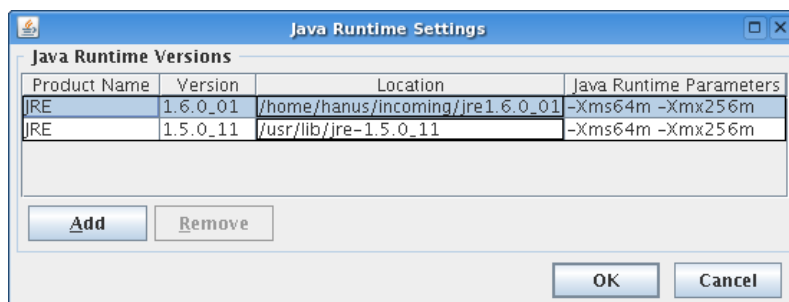 Java Runtime Settings
Java Runtime Versions
Product Name Version Location Java Runtime Parameters
JRE 1.6.0_01 /home/hanus/incoming/jre1.6.0_01 -Xms64m -Xmx256m
JRE 1.5.0_11 /usr/lib/jre-1.5.0_11 -Xms64m -Xmx256m
Add Remove
OK Cancel